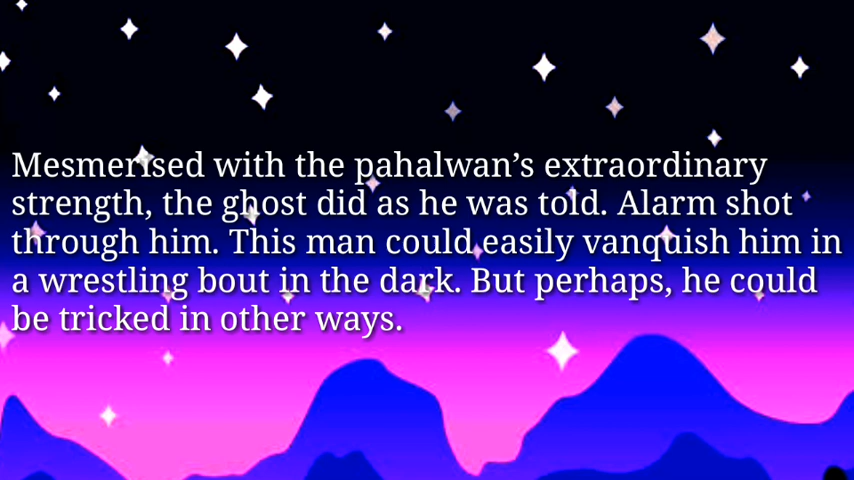 Mesmerised with the pahalwan’s extraordinary
strength, the ghost did as he was told. Alarm shot
through him. This man could easily vanquish him in
a wrestling bout in the dark. But perhaps, he could
be tricked in other ways.